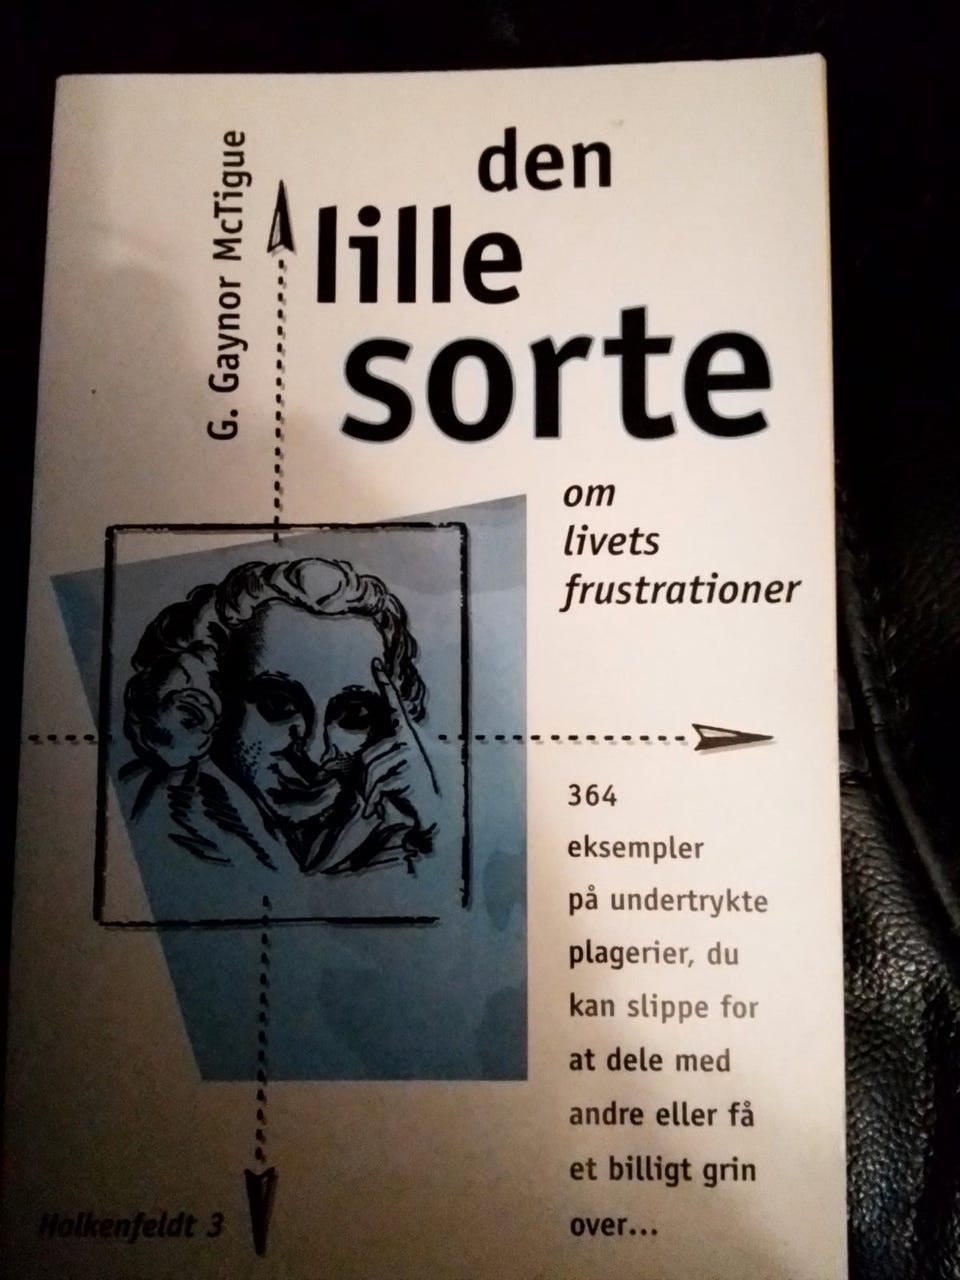 G. Gaynor McTigue
den
lille
sorte
om
livets
frustrationer
364
eksempler
på undertrykte
plagerier, du
kan slippe for
at dele med
andre eller få
et billigt grin
over...
Holkenfeldt 3